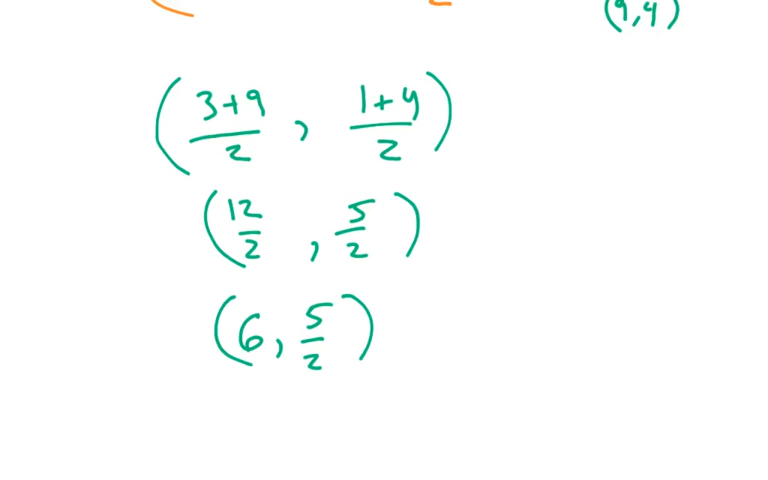 (9,4)
(3+9/2, 1+4/2)
(12/2, 5/2)
(6, 5/2)